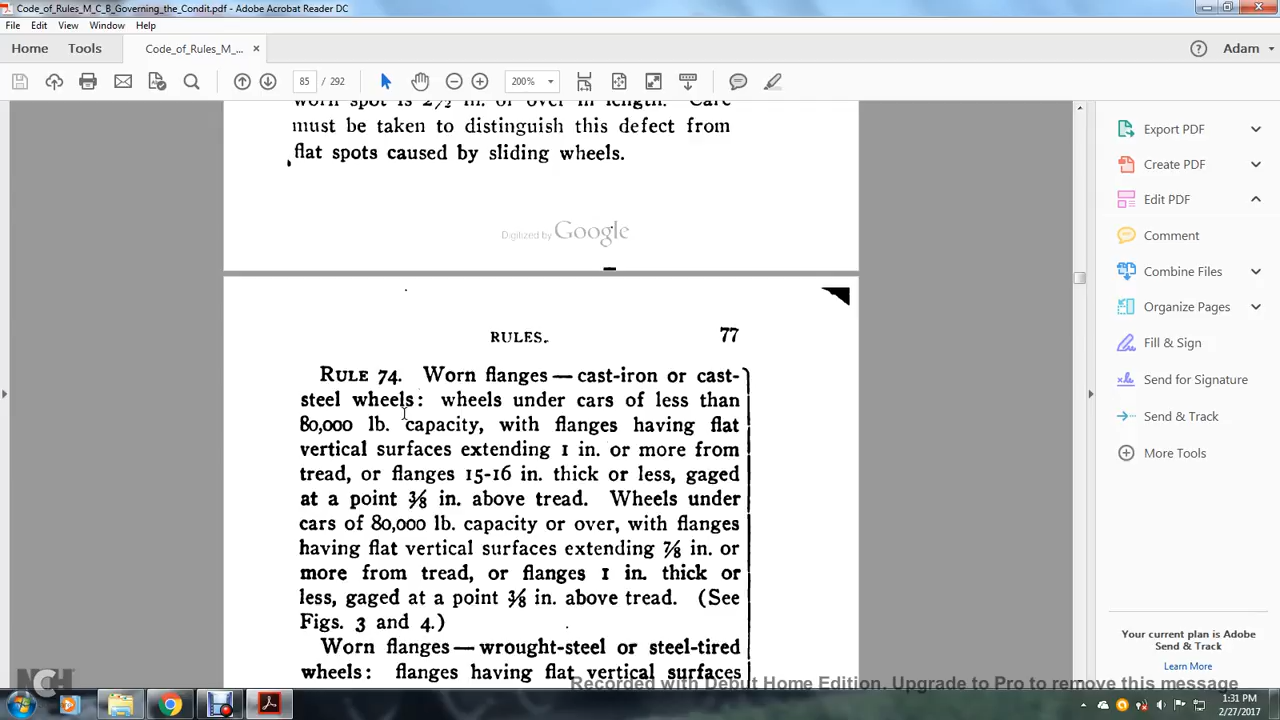 Code_of_Rules_M_C_B_Governing_the_Condit.pdf - Adobe Acrobat Reader DC
File Edit View Window Help
Home Tools Code_of_Rules_M_... × Adam
85 / 292 200%
worn spot is 2½ in. or over in length. Care
must be taken to distinguish this defect from
flat spots caused by sliding wheels.
Digitized by Google
RULES. 77
RULE 74. Worn flanges — cast-iron or cast-
steel wheels: wheels under cars of less than
80,000 lb. capacity, with flanges having flat
vertical surfaces extending 1 in. or more from
tread, or flanges 15-16 in. thick or less, gaged
at a point ⅜ in. above tread. Wheels under
cars of 80,000 lb. capacity or over, with flanges
having flat vertical surfaces extending ⅞ in. or
more from tread, or flanges 1 in. thick or
less, gaged at a point ⅜ in. above tread. (See
Figs. 3 and 4.)
Worn flanges — wrought-steel or steel-tired
wheels: flanges having flat vertical surfaces
Export PDF
Create PDF
Edit PDF
Comment
Combine Files
Organize Pages
Fill & Sign
Send for Signature
Send & Track
More Tools
Your current plan is Adobe
Send & Track
Learn More
NCH
Recorded with Debut Home Edition. Upgrade to Pro to remove this message
1:31 PM
2/27/2017